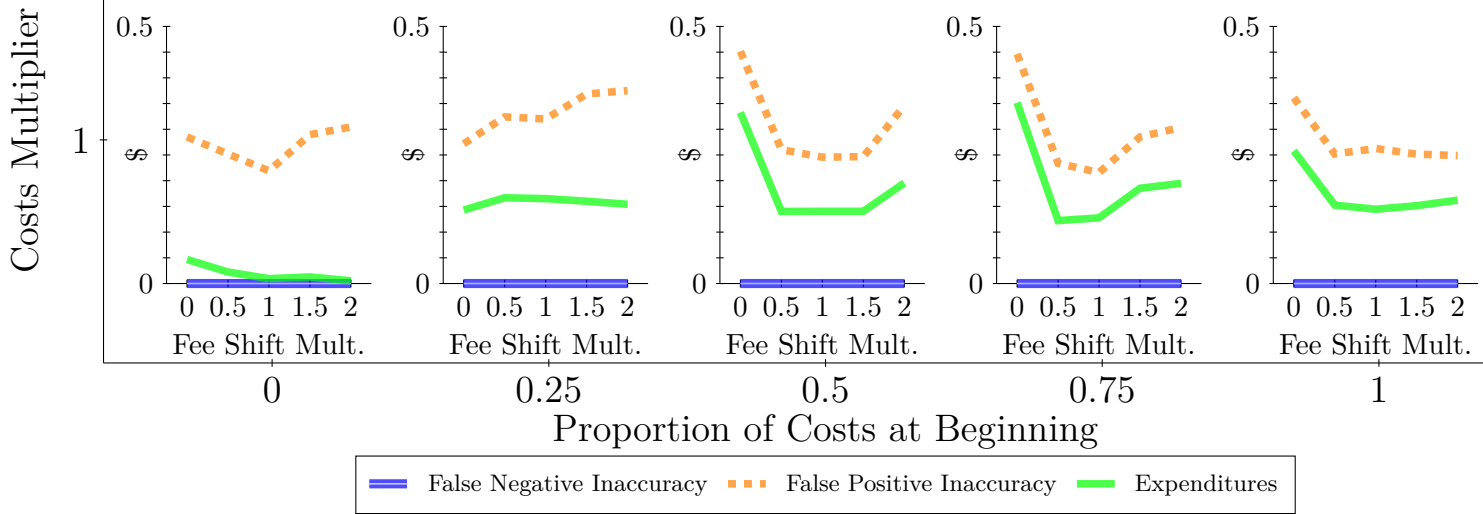 Costs Multiplier
1
0.5 0.5 0.5 0.5 0.5
$ $ $ $ $
0 0 0 0 0
0 0.5 1 1.5 2 0 0.5 1 1.5 2 0 0.5 1 1.5 2 0 0.5 1 1.5 2 0 0.5 1 1.5 2
Fee Shift Mult. Fee Shift Mult. Fee Shift Mult. Fee Shift Mult. Fee Shift Mult.
0 0.25 0.5 0.75 1
Proportion of Costs at Beginning
False Negative Inaccuracy False Positive Inaccuracy Expenditures